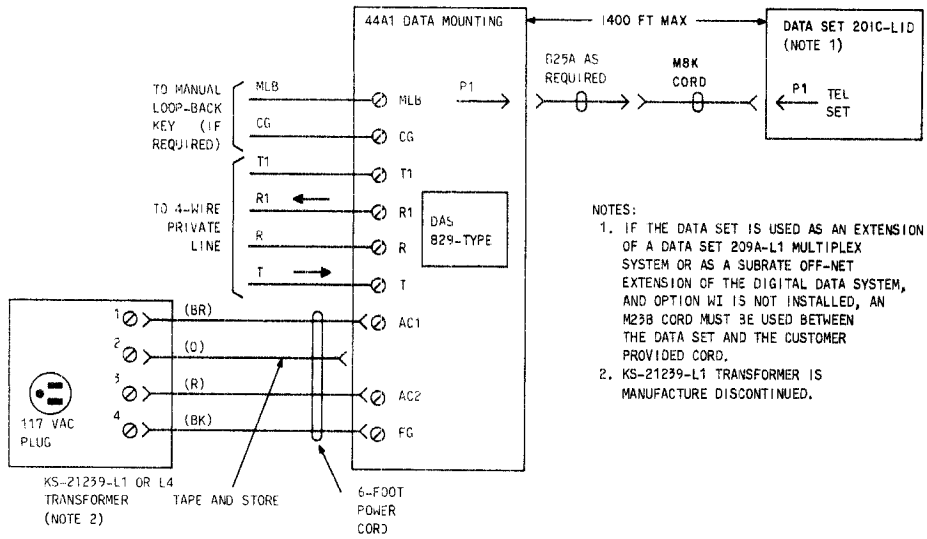 44A1 DATA MOUNTING
1400 FT MAX
DATA SET 201C-L1D
(NOTE 1)
B25A AS
REQUIRED
M8K
CORD
P1
P1
TEL
SET
TO MANUAL
LOOP-BACK
KEY (IF
REQUIRED)
MLB
MLB
CG
CG
T1
T1
TO 4-WIRE
PRIVATE
LINE
R1
R1
R
R
T
T
DAS
829-TYPE
1
(BR)
AC1
2
(O)
3
(R)
AC2
4
(BK)
FG
117 VAC
PLUG
KS-21239-L1 OR L4
TRANSFORMER
(NOTE 2)
TAPE AND STORE
6-FOOT
POWER
CORD
NOTES:
1. IF THE DATA SET IS USED AS AN EXTENSION
OF A DATA SET 209A-L1 MULTIPLEX
SYSTEM OR AS A SUBRATE OFF-NET
EXTENSION OF THE DIGITAL DATA SYSTEM,
AND OPTION WI IS NOT INSTALLED, AN
M23B CORD MUST BE USED BETWEEN
THE DATA SET AND THE CUSTOMER
PROVIDED CORD.
2. KS-21239-L1 TRANSFORMER IS
MANUFACTURE DISCONTINUED.